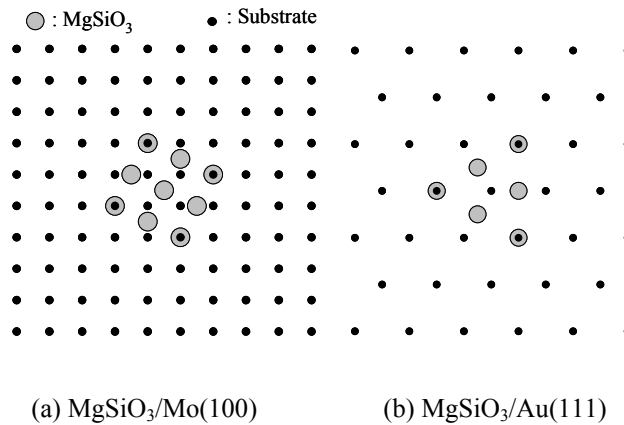 : MgSiO₃ : Substrate
(a) MgSiO₃/Mo(100) (b) MgSiO₃/Au(111)